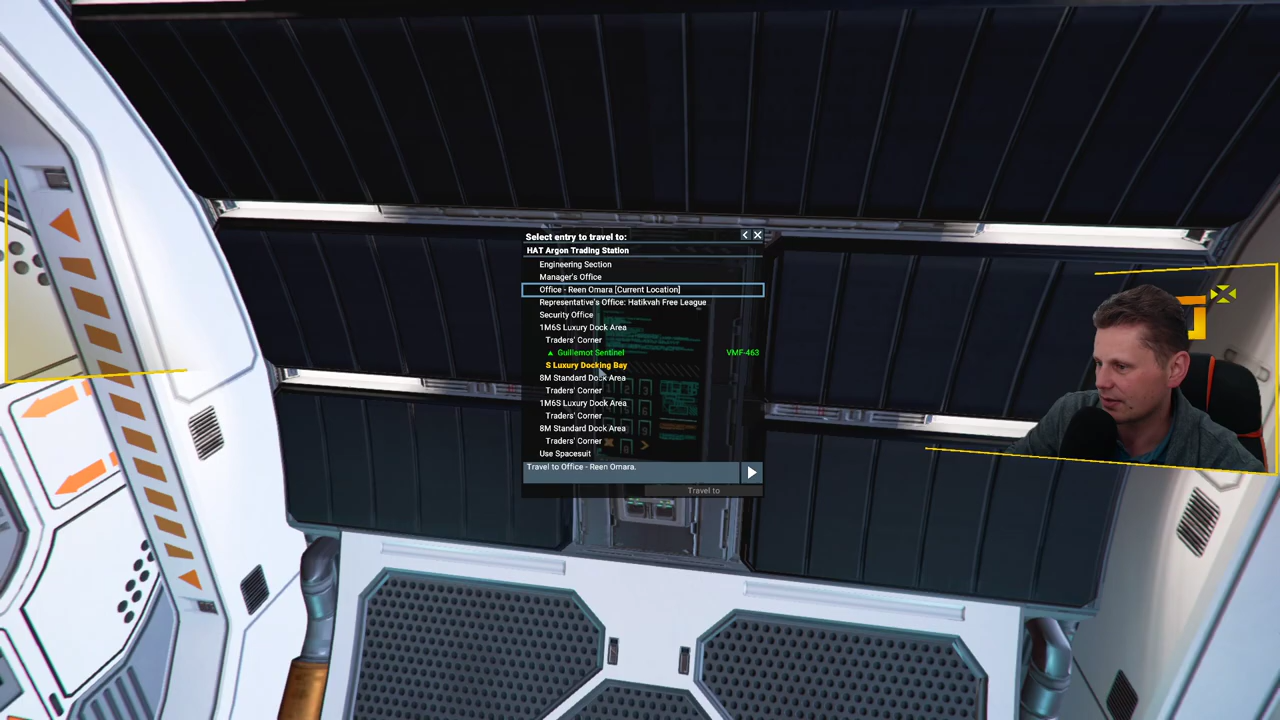 Select entry to travel to:
HAT Argon Trading Station
Engineering Section
Manager's Office
Office - Reen Omara [Current Location]
Representative's Office: Hatikvah Free League
Security Office
1M6S Luxury Dock Area
Traders' Corner
Guillemot Sentinel VMF-463
S Luxury Docking Bay
8M Standard Dock Area
Traders' Corner
1M6S Luxury Dock Area
Traders' Corner
8M Standard Dock Area
Traders' Corner
Use Spacesuit
Travel to Office - Reen Omara.
Travel to